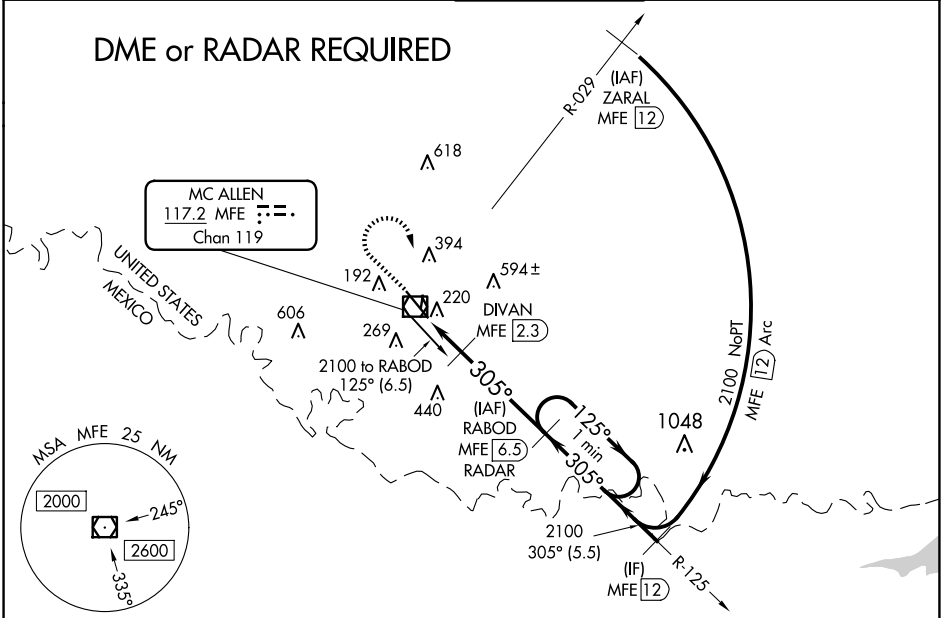 DME or RADAR REQUIRED
R-029
(IAF)
ZARAL
MFE 12
618
MC ALLEN
117.2 MFE
Chan 119
394
192
594±
220
UNITED STATES
MEXICO
606
269
DIVAN
MFE 2.3
2100 to RABOD
125° (6.5)
305°
440
2100 NoPT
MFE 12 Arc
(IAF)
RABOD
MFE 6.5
RADAR
125°
1 min
305°
1048
2100
305° (5.5)
(IF)
MFE 12
R-125
MSA MFE 25 NM
2000
245°
2600
335°